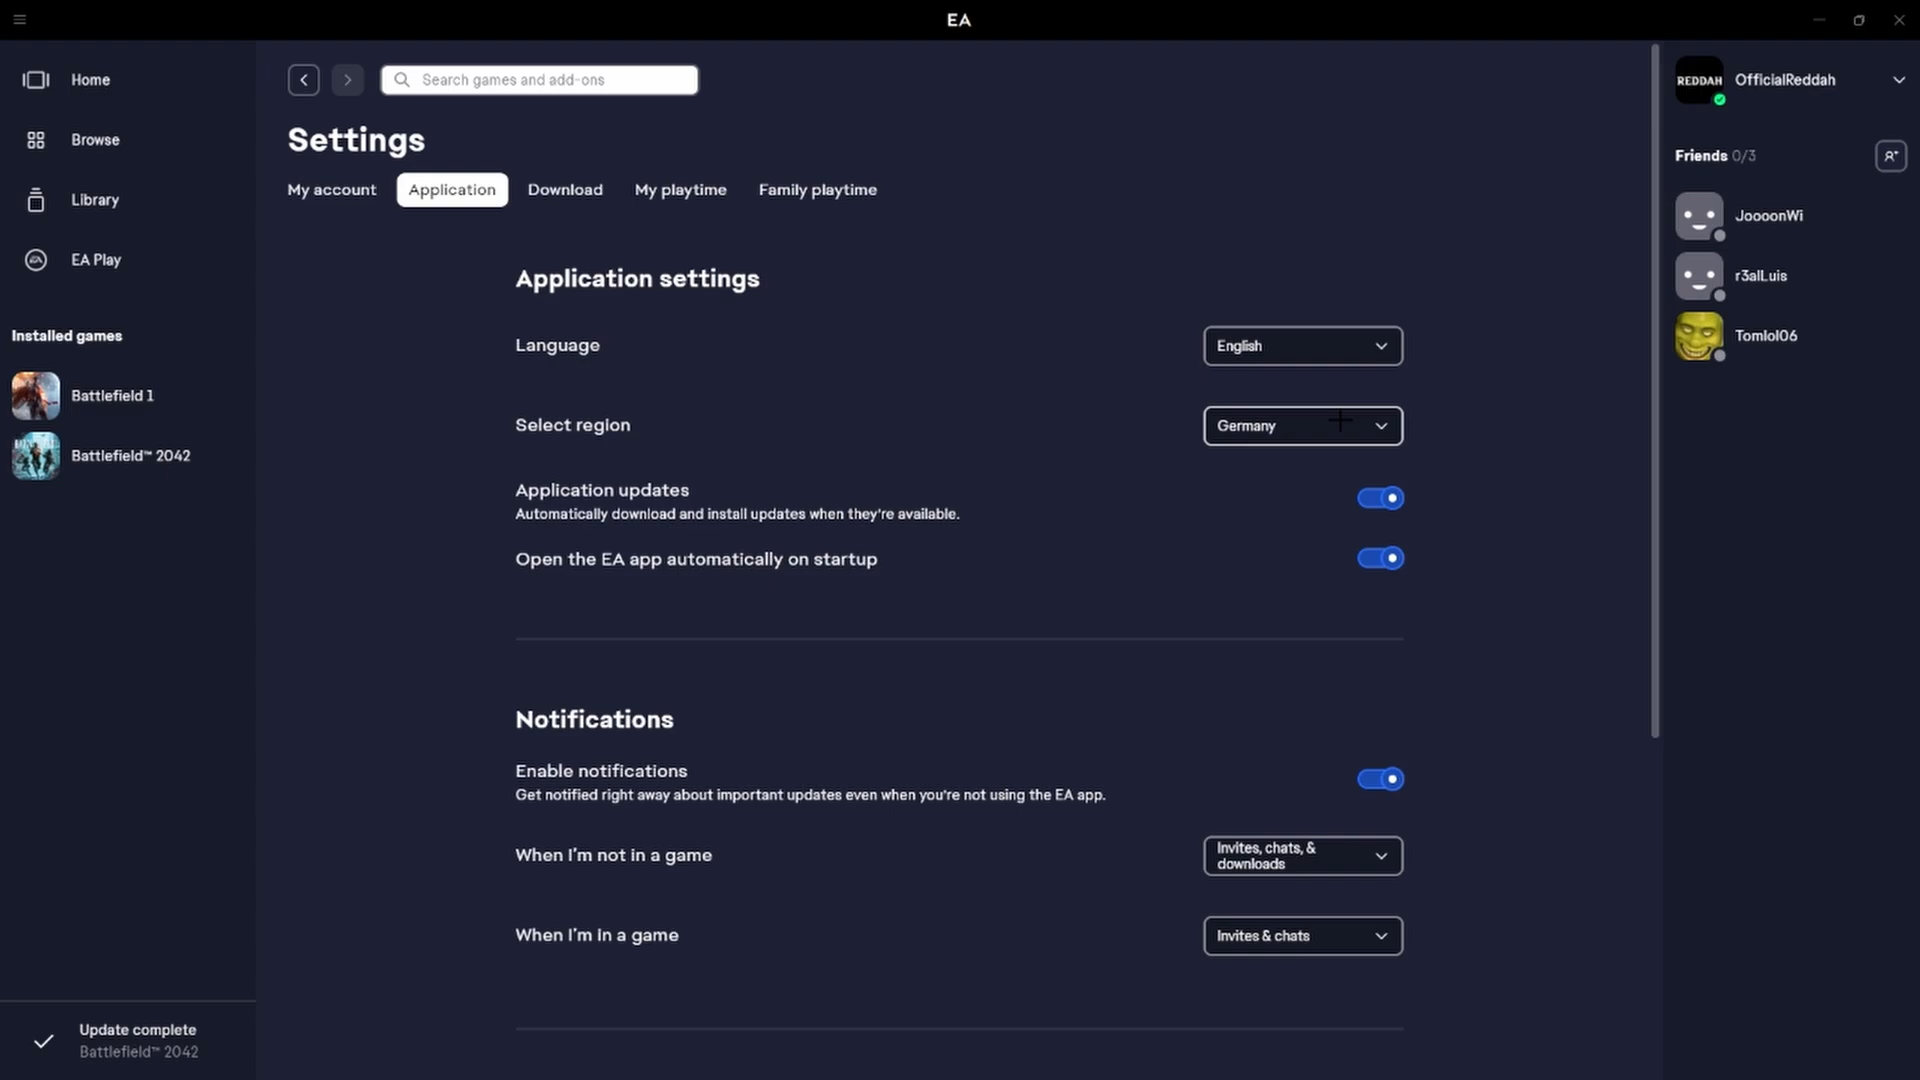 EA
Home
Browse
Library
EA Play
Installed games
Battlefield 1
Battlefield™ 2042
Update complete
Battlefield™ 2042
Search games and add-ons
Settings
My account
Application
Download
My playtime
Family playtime
Application settings
Language
English
Select region
Germany
Application updates
Automatically download and install updates when they're available.
Open the EA app automatically on startup
Notifications
Enable notifications
Get notified right away about important updates even when you're not using the EA app.
When I'm not in a game
Invites, chats, &
downloads
When I'm in a game
Invites & chats
REDDAH
OfficialReddah
Friends 0/3
JoooonWi
r3alLuis
Tomlol06